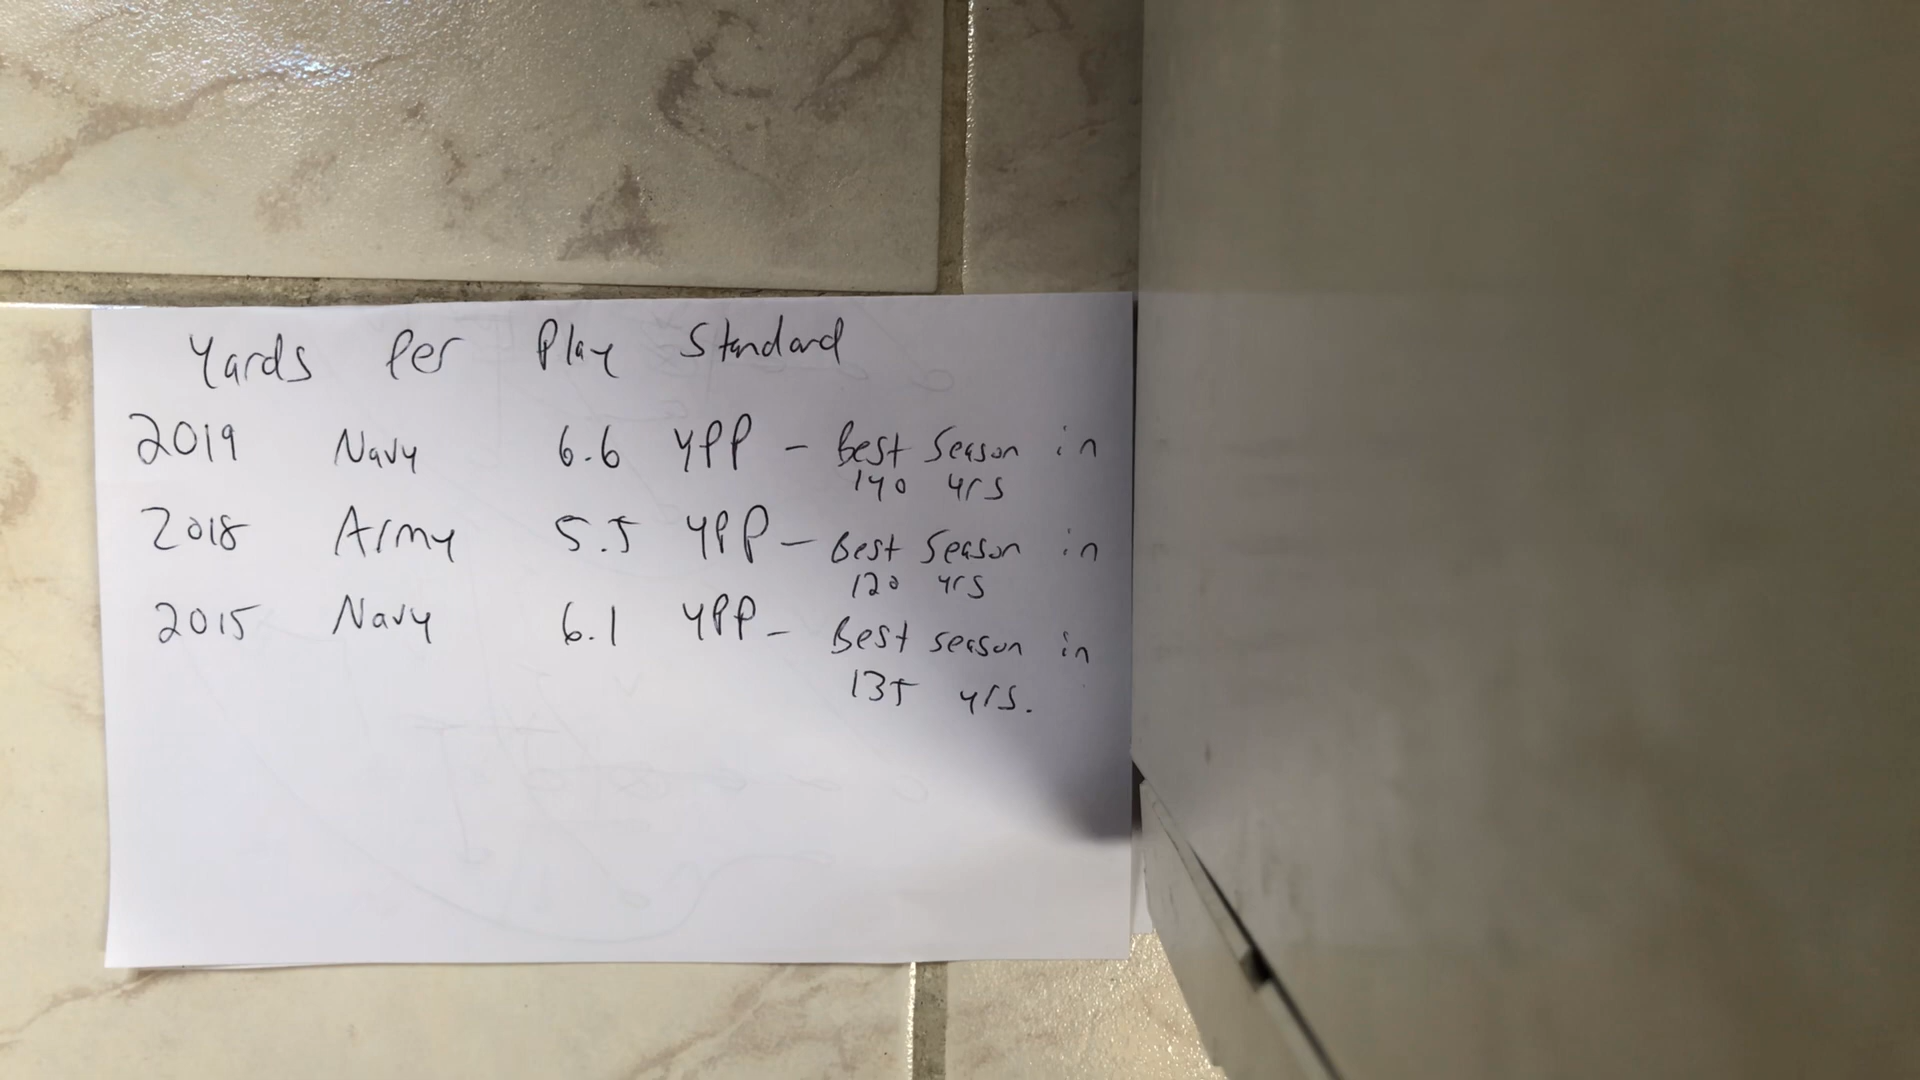 Yards Per Play Standard
2019 Navy 6.6 YPP - Best Season in
140 yrs
2018 Army 5.5 YPP - Best Season in
120 yrs
2015 Navy 6.1 YPP - Best season in
135 yrs.